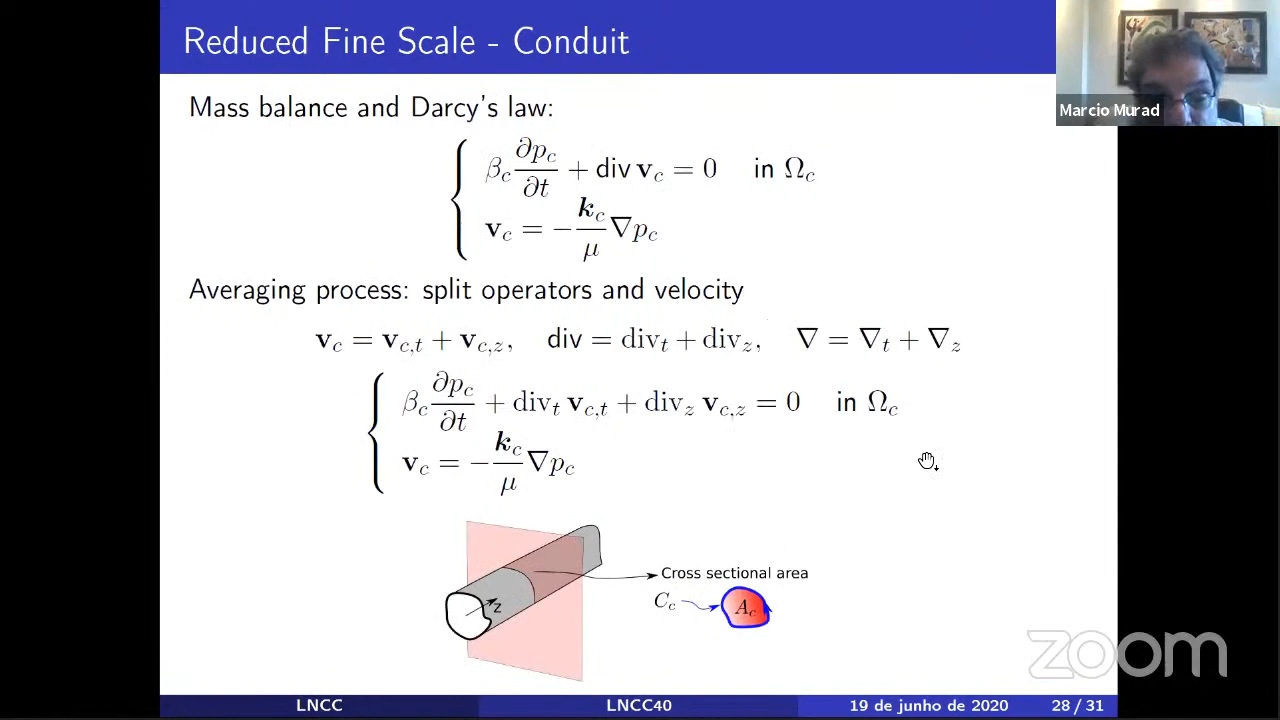 Reduced Fine Scale - Conduit
Marcio Murad
Mass balance and Darcy's law:
β_c ∂p_c/∂t + div v_c = 0 in Ω_c
v_c = −(k_c/μ)∇p_c
Averaging process: split operators and velocity
v_c = v_{c,t} + v_{c,z}, div = div_t + div_z, ∇ = ∇_t + ∇_z
β_c ∂p_c/∂t + div_t v_{c,t} + div_z v_{c,z} = 0 in Ω_c
v_c = −(k_c/μ)∇p_c
Cross sectional area
z
C_c
A_c
zoom
LNCC
LNCC40
19 de junho de 2020
28 / 31